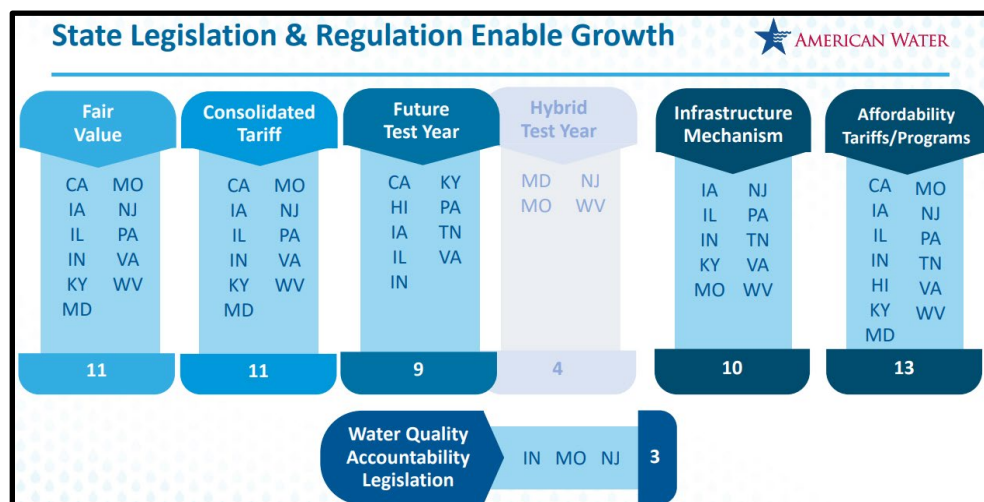 State Legislation & Regulation Enable Growth
AMERICAN WATER
Fair
Value
CA MO
IA NJ
IL PA
IN VA
KY WV
MD
11
Consolidated
Tariff
CA MO
IA NJ
IL PA
IN VA
KY WV
MD
11
Future
Test Year
CA KY
HI PA
IA TN
IL VA
IN
9
Hybrid
Test Year
MD NJ
MO WV
4
Infrastructure
Mechanism
IA NJ
IL PA
IN TN
KY VA
MO WV
10
Affordability
Tariffs/Programs
CA MO
IA NJ
IL PA
IN TN
HI VA
KY WV
MD
13
Water Quality
Accountability
Legislation
IN MO NJ
3